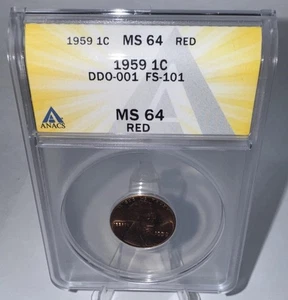 1959 1C MS 64 RED
1959 1C
DDO-001 FS-101
ANACS
MS 64
RED